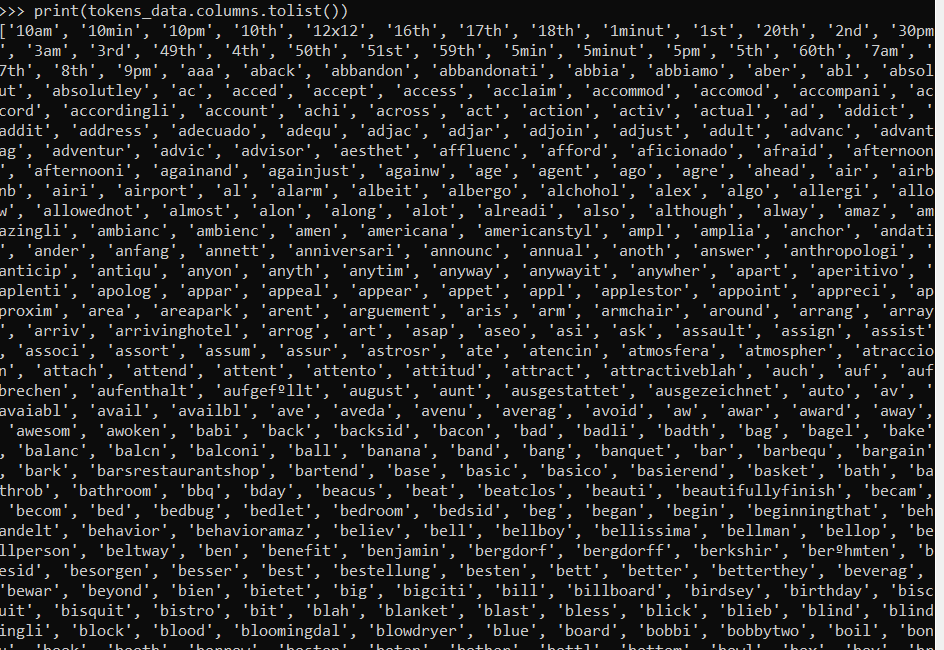 >>> print(tokens_data.columns.tolist())
['10am', '10min', '10pm', '10th', '12x12', '16th', '17th', '18th', '1minut', '1st', '20th', '2nd', '30pm
', '3am', '3rd', '49th', '4th', '50th', '51st', '59th', '5min', '5minut', '5pm', '5th', '60th', '7am', '
7th', '8th', '9pm', 'aaa', 'aback', 'abbandon', 'abbandonati', 'abbia', 'abbiamo', 'aber', 'abl', 'absol
ut', 'absolutley', 'ac', 'acced', 'accept', 'access', 'acclaim', 'accommod', 'accomod', 'accompani', 'ac
cord', 'accordingli', 'account', 'achi', 'across', 'act', 'action', 'activ', 'actual', 'ad', 'addict', '
addit', 'address', 'adecuado', 'adequ', 'adjac', 'adjar', 'adjoin', 'adjust', 'adult', 'advanc', 'advant
ag', 'adventur', 'advic', 'advisor', 'aesthet', 'affluenc', 'afford', 'aficionado', 'afraid', 'afternoon
', 'afternooni', 'againand', 'againjust', 'againw', 'age', 'agent', 'ago', 'agre', 'ahead', 'air', 'airb
nb', 'airi', 'airport', 'al', 'alarm', 'albeit', 'albergo', 'alchohol', 'alex', 'algo', 'allergi', 'allo
w', 'allowednot', 'almost', 'alon', 'along', 'alot', 'alreadi', 'also', 'although', 'alway', 'amaz', 'am
azingli', 'ambianc', 'ambienc', 'amen', 'americana', 'americanstyl', 'ampl', 'amplia', 'anchor', 'andati
', 'ander', 'anfang', 'annett', 'anniversari', 'announc', 'annual', 'anoth', 'answer', 'anthropologi', '
anticip', 'antiqu', 'anyon', 'anyth', 'anytim', 'anyway', 'anywayit', 'anywher', 'apart', 'aperitivo', '
aplenti', 'apolog', 'appar', 'appeal', 'appear', 'appet', 'appl', 'applestor', 'appoint', 'appreci', 'ap
proxim', 'area', 'areapark', 'arent', 'arguement', 'aris', 'arm', 'armchair', 'around', 'arrang', 'array
', 'arriv', 'arrivinghotel', 'arrog', 'art', 'asap', 'aseo', 'asi', 'ask', 'assault', 'assign', 'assist'
, 'associ', 'assort', 'assum', 'assur', 'astrosr', 'ate', 'atencin', 'atmosfera', 'atmospher', 'atraccio
n', 'attach', 'attend', 'attent', 'attento', 'attitud', 'attract', 'attractiveblah', 'auch', 'auf', 'auf
brechen', 'aufenthalt', 'aufgefºllt', 'august', 'aunt', 'ausgestattet', 'ausgezeichnet', 'auto', 'av', '
avaiabl', 'avail', 'availbl', 'ave', 'aveda', 'avenu', 'averag', 'avoid', 'aw', 'awar', 'award', 'away',
'awesom', 'awoken', 'babi', 'back', 'backsid', 'bacon', 'bad', 'badli', 'badth', 'bag', 'bagel', 'bake'
, 'balanc', 'balcn', 'balconi', 'ball', 'banana', 'band', 'bang', 'banquet', 'bar', 'barbequ', 'bargain'
, 'bark', 'barsrestaurantshop', 'bartend', 'base', 'basic', 'basico', 'basierend', 'basket', 'bath', 'ba
throb', 'bathroom', 'bbq', 'bday', 'beacus', 'beat', 'beatclos', 'beauti', 'beautifullyfinish', 'becam',
'becom', 'bed', 'bedbug', 'bedlet', 'bedroom', 'bedsid', 'beg', 'began', 'begin', 'beginningthat', 'beh
andelt', 'behavior', 'behavioramaz', 'believ', 'bell', 'bellboy', 'bellissima', 'bellman', 'bellop', 'be
llperson', 'beltway', 'ben', 'benefit', 'benjamin', 'bergdorf', 'bergdorff', 'berkshir', 'berºhmten', 'b
esid', 'besorgen', 'besser', 'best', 'bestellung', 'besten', 'bett', 'better', 'betterthey', 'beverag',
'bewar', 'beyond', 'bien', 'bietet', 'big', 'bigciti', 'bill', 'billboard', 'birdsey', 'birthday', 'bisc
uit', 'bisquit', 'bistro', 'bit', 'blah', 'blanket', 'blast', 'bless', 'blick', 'blieb', 'blind', 'blind
ingli', 'block', 'blood', 'bloomingdal', 'blowdryer', 'blue', 'board', 'bobbi', 'bobbytwo', 'boil', 'bon